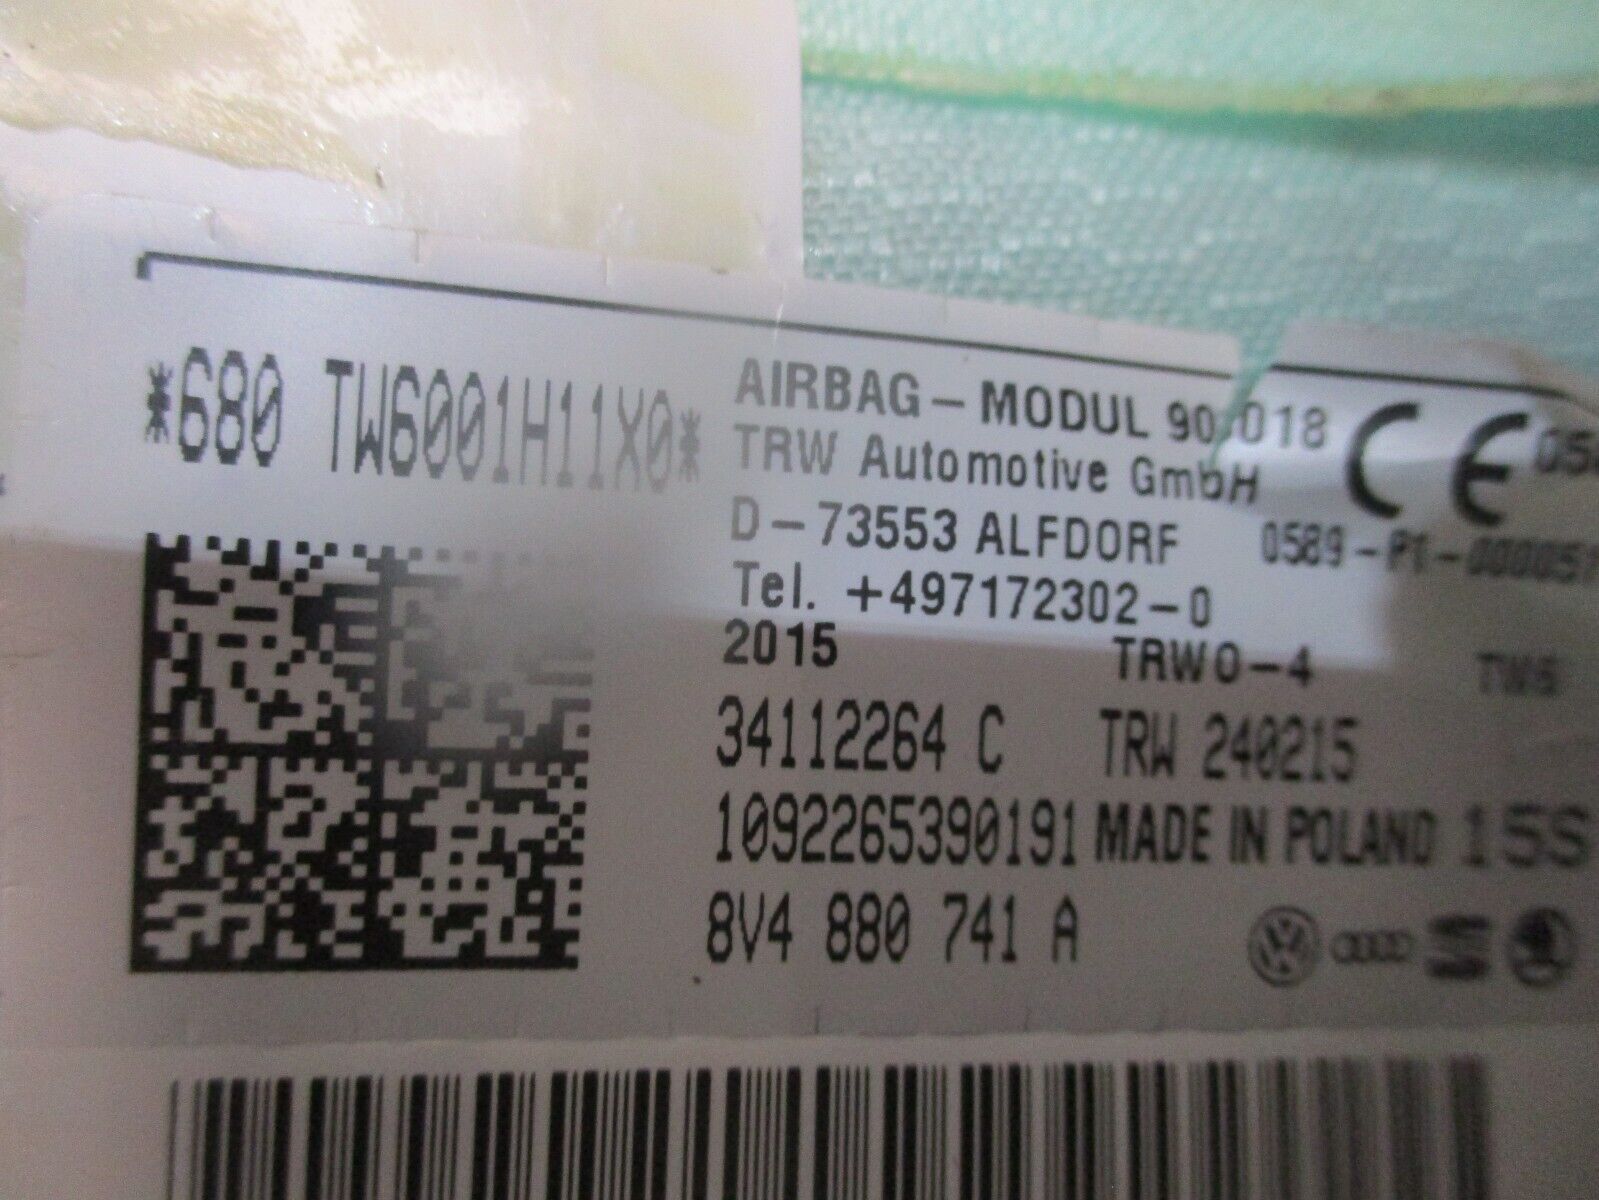 *680 TW6001H11X0*
AIRBAG-MODUL
TRW Automotive GmbH
D-73553 ALFDORF
Tel. +497172302-0
2015 TRWO-4
34112264 C TRW 240215
1092265390191 MADE IN POLAND 15S
8V4 880 741 A